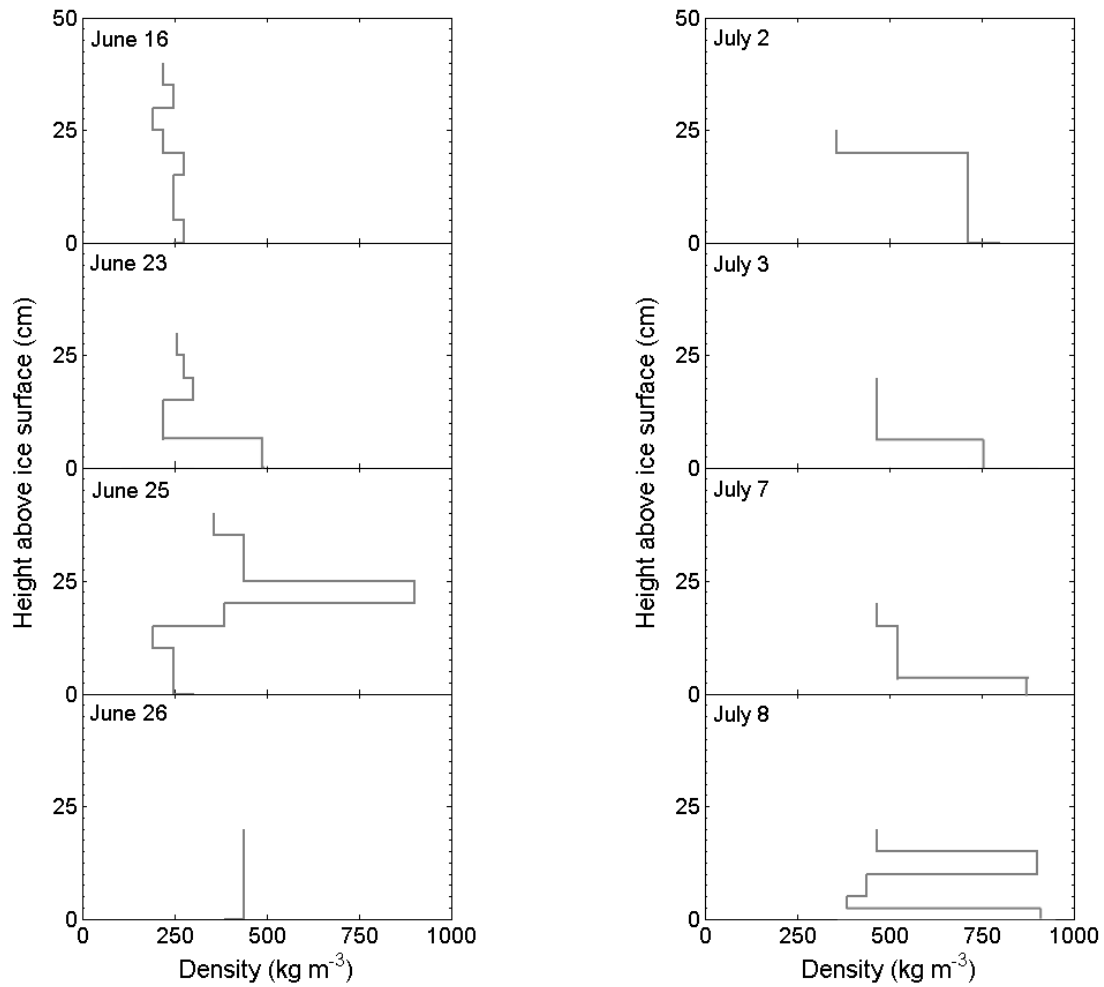 50
June 16
25
0
June 23
25
0
June 25
25
0
June 26
25
0
0 250 500 750 1000
Density (kg m-3)
Height above ice surface (cm)
July 2
July 3
July 7
July 8
50
25
0
25
0
25
0
25
0
0 250 500 750 1000
Density (kg m-3)
Height above ice surface (cm)